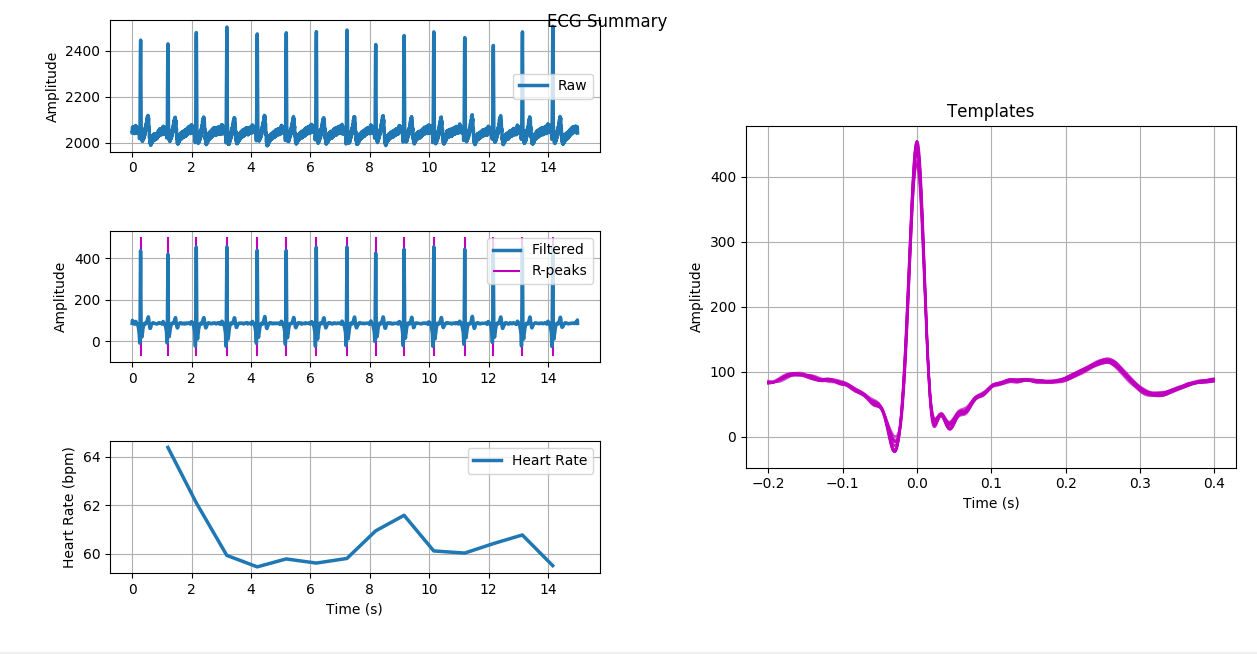 ECG Summary
2400
2200
2000
Amplitude
Raw
0 2 4 6 8 10 12 14
400
200
0
Amplitude
Filtered
R-peaks
0 2 4 6 8 10 12 14
64
62
60
Heart Rate (bpm)
Heart Rate
0 2 4 6 8 10 12 14
Time (s)
Templates
400
300
200
100
0
Amplitude
−0.2 −0.1 0.0 0.1 0.2 0.3 0.4
Time (s)